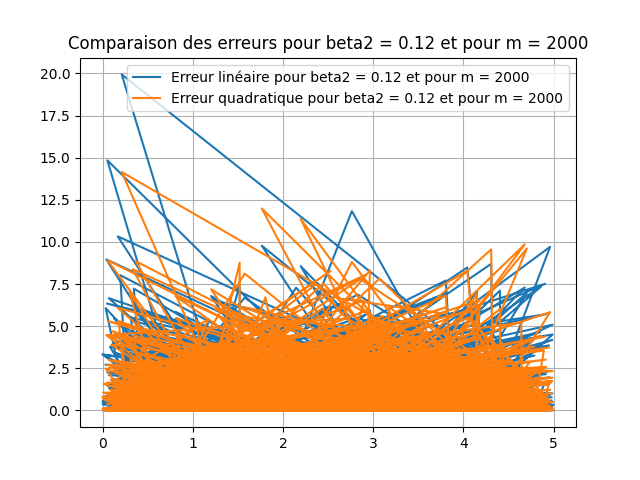 Comparaison des erreurs pour beta2 = 0.12 et pour m = 2000
Erreur linéaire pour beta2 = 0.12 et pour m = 2000
Erreur quadratique pour beta2 = 0.12 et pour m = 2000
20.0
17.5
15.0
12.5
10.0
7.5
5.0
2.5
0.0
0 1 2 3 4 5